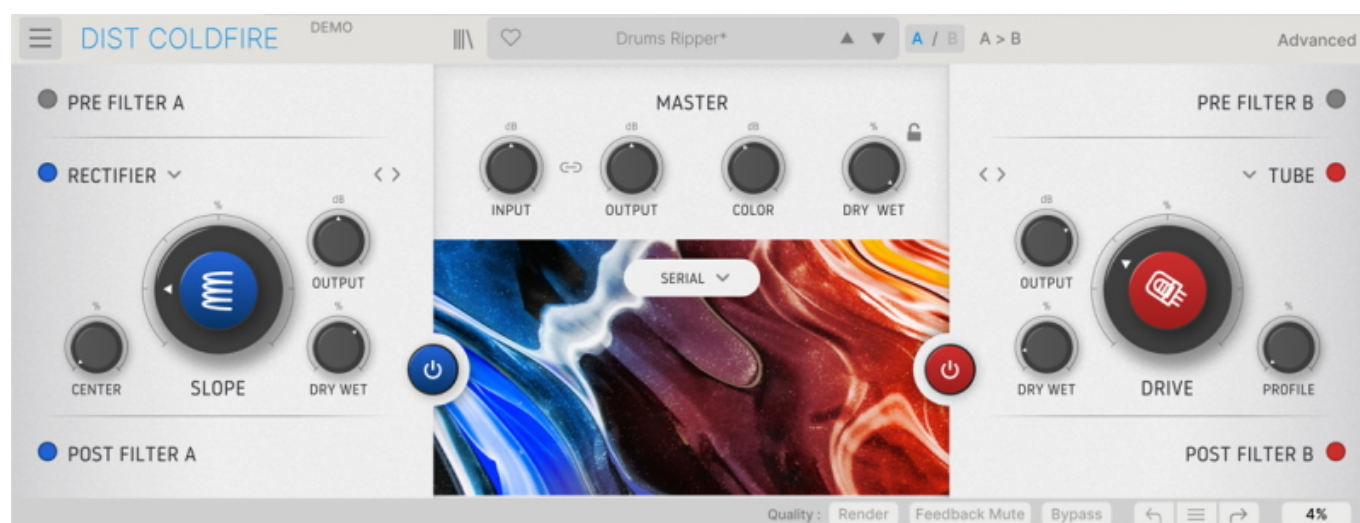 DIST COLDFIRE DEMO Drums Ripper* A / B A > B Advanced
PRE FILTER A
RECTIFIER
%
dB
OUTPUT
%
CENTER
SLOPE
%
DRY WET
POST FILTER A
MASTER
dB dB dB %
INPUT OUTPUT COLOR DRY WET
SERIAL
PRE FILTER B
TUBE
dB
OUTPUT
%
%
DRY WET
DRIVE
%
PROFILE
POST FILTER B
Quality : Render Feedback Mute Bypass 4%